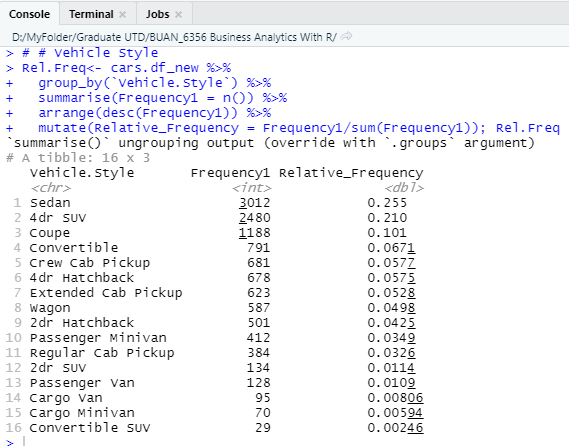 Console Terminal × Jobs ×
D:/MyFolder/Graduate UTD/BUAN_6356 Business Analytics With R/
> # # Vehicle Style
> Rel.Freq<- cars.df_new %>%
+   group_by(`Vehicle.Style`) %>%
+   summarise(Frequency1 = n()) %>%
+   arrange(desc(Frequency1)) %>%
+   mutate(Relative_Frequency = Frequency1/sum(Frequency1)); Rel.Freq
`summarise()` ungrouping output (override with `.groups` argument)
# A tibble: 16 x 3
Vehicle.Style Frequency1 Relative_Frequency
<chr> <int> <dbl>
1 Sedan 3012 0.255
2 4dr SUV 2480 0.210
3 Coupe 1188 0.101
4 Convertible 791 0.0671
5 Crew Cab Pickup 681 0.0577
6 4dr Hatchback 678 0.0575
7 Extended Cab Pickup 623 0.0528
8 Wagon 587 0.0498
9 2dr Hatchback 501 0.0425
10 Passenger Minivan 412 0.0349
11 Regular Cab Pickup 384 0.0326
12 2dr SUV 134 0.0114
13 Passenger Van 128 0.0109
14 Cargo Van 95 0.00806
15 Cargo Minivan 70 0.00594
16 Convertible SUV 29 0.00246
>